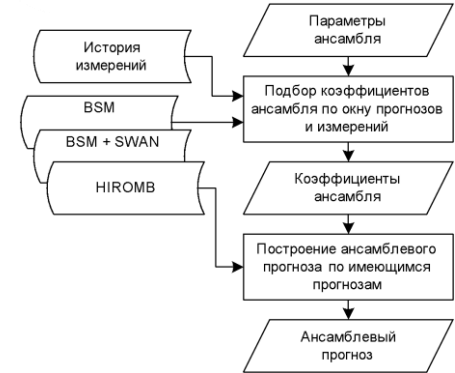 Параметры
ансамбля
История
измерений
Подбор коэффициентов
ансамбля по окну прогнозов
и измерений
BSM
BSM + SWAN
HIROMB
Коэффициенты
ансамбля
Построение ансамблевого
прогноза по имеющимся
прогнозам
Ансамблевый
прогноз